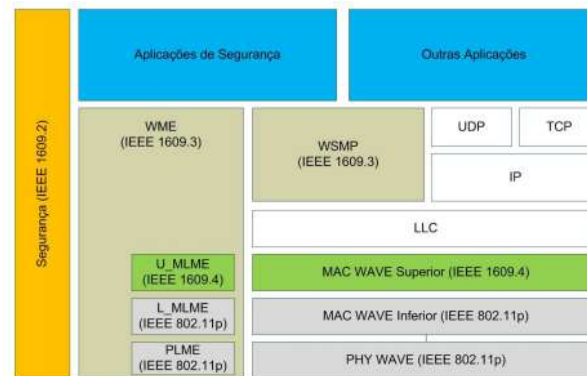 Segurança (IEEE 1609.2)
Aplicações de Segurança
Outras Aplicações
WME
(IEEE 1609.3)
WSMP
(IEEE 1609.3)
UDP
TCP
IP
LLC
U_MLME
(IEEE 1609.4)
MAC WAVE Superior (IEEE 1609.4)
L_MLME
(IEEE 802.11p)
MAC WAVE Inferior (IEEE 802.11p)
PLME
(IEEE 802.11p)
PHY WAVE (IEEE 802.11p)